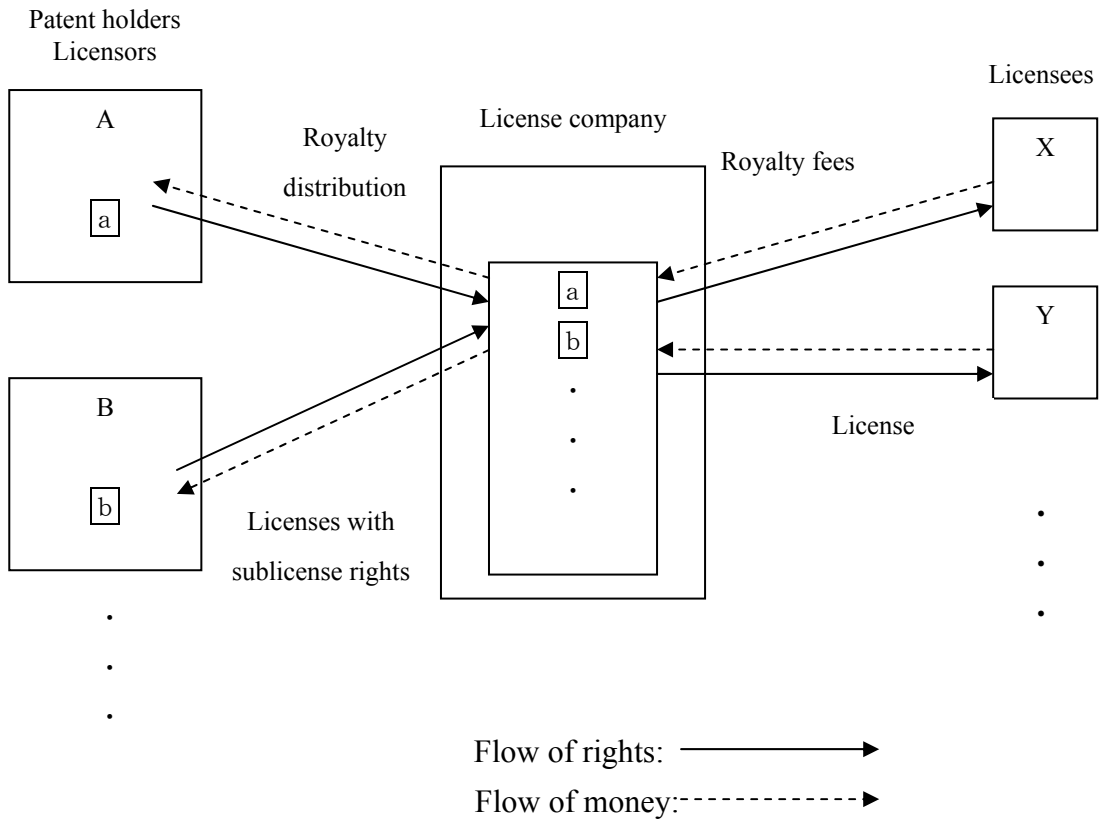 Patent holders
Licensors
A
a
Royalty
distribution
License company
Royalty fees
Licensees
X
a
b
Y
B
b
License
Licenses with
sublicense rights
Flow of rights:
Flow of money: